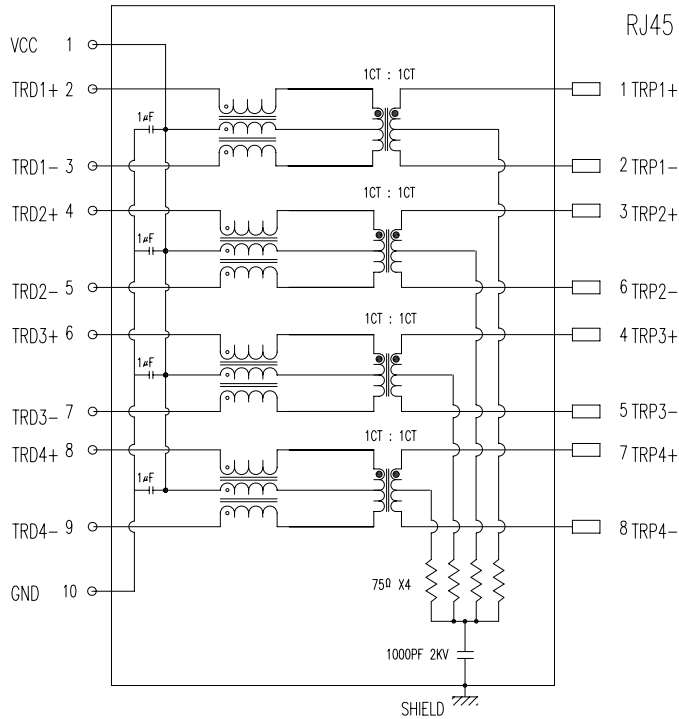 RJ45
VCC 1
1CT : 1CT
TRD1+ 2
1 TRP1+
1µF
TRD1- 3
2 TRP1-
1CT : 1CT
TRD2+ 4
3 TRP2+
1µF
TRD2- 5
6 TRP2-
1CT : 1CT
TRD3+ 6
4 TRP3+
1µF
TRD3- 7
5 TRP3-
1CT : 1CT
TRD4+ 8
7 TRP4+
1µF
TRD4- 9
8 TRP4-
GND 10
75Ω X4
1000PF 2KV
SHIELD